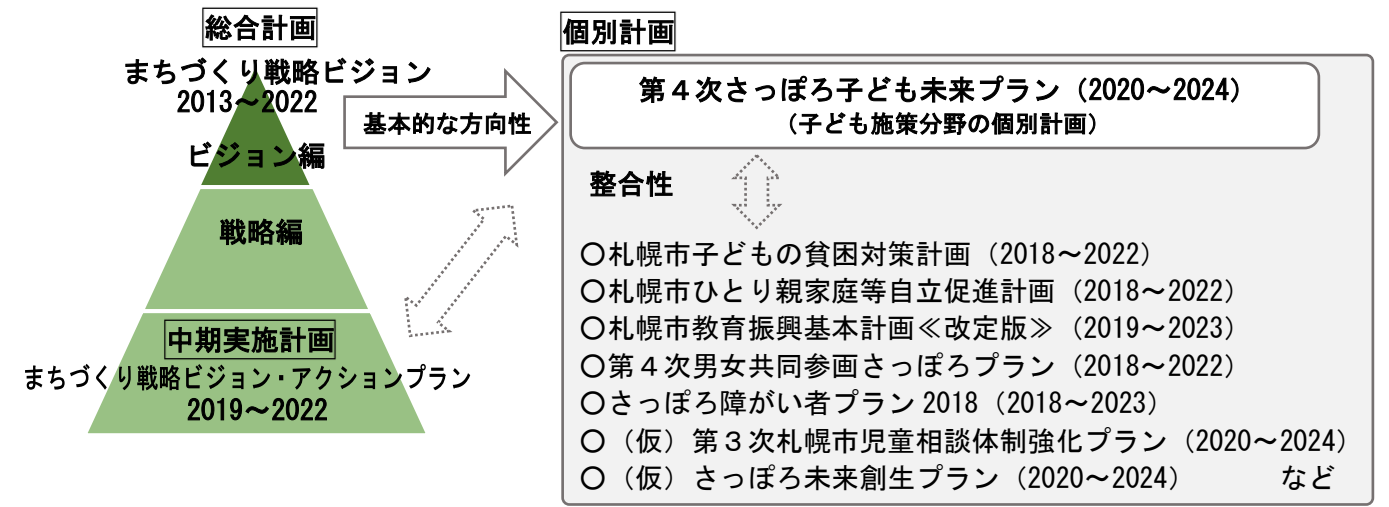 総合計画
まちづくり戦略ビジョン
2013～2022
ビジョン編
戦略編
中期実施計画
まちづくり戦略ビジョン・アクションプラン
2019～2022
基本的な方向性
個別計画
第４次さっぽろ子ども未来プラン（2020～2024）
（子ども施策分野の個別計画）
整合性
○札幌市子どもの貧困対策計画（2018～2022）
○札幌市ひとり親家庭等自立促進計画（2018～2022）
○札幌市教育振興基本計画≪改定版≫（2019～2023）
○第４次男女共同参画さっぽろプラン（2018～2022）
○さっぽろ障がい者プラン 2018（2018～2023）
○（仮）第３次札幌市児童相談体制強化プラン（2020～2024）
○（仮）さっぽろ未来創生プラン（2020～2024）　など